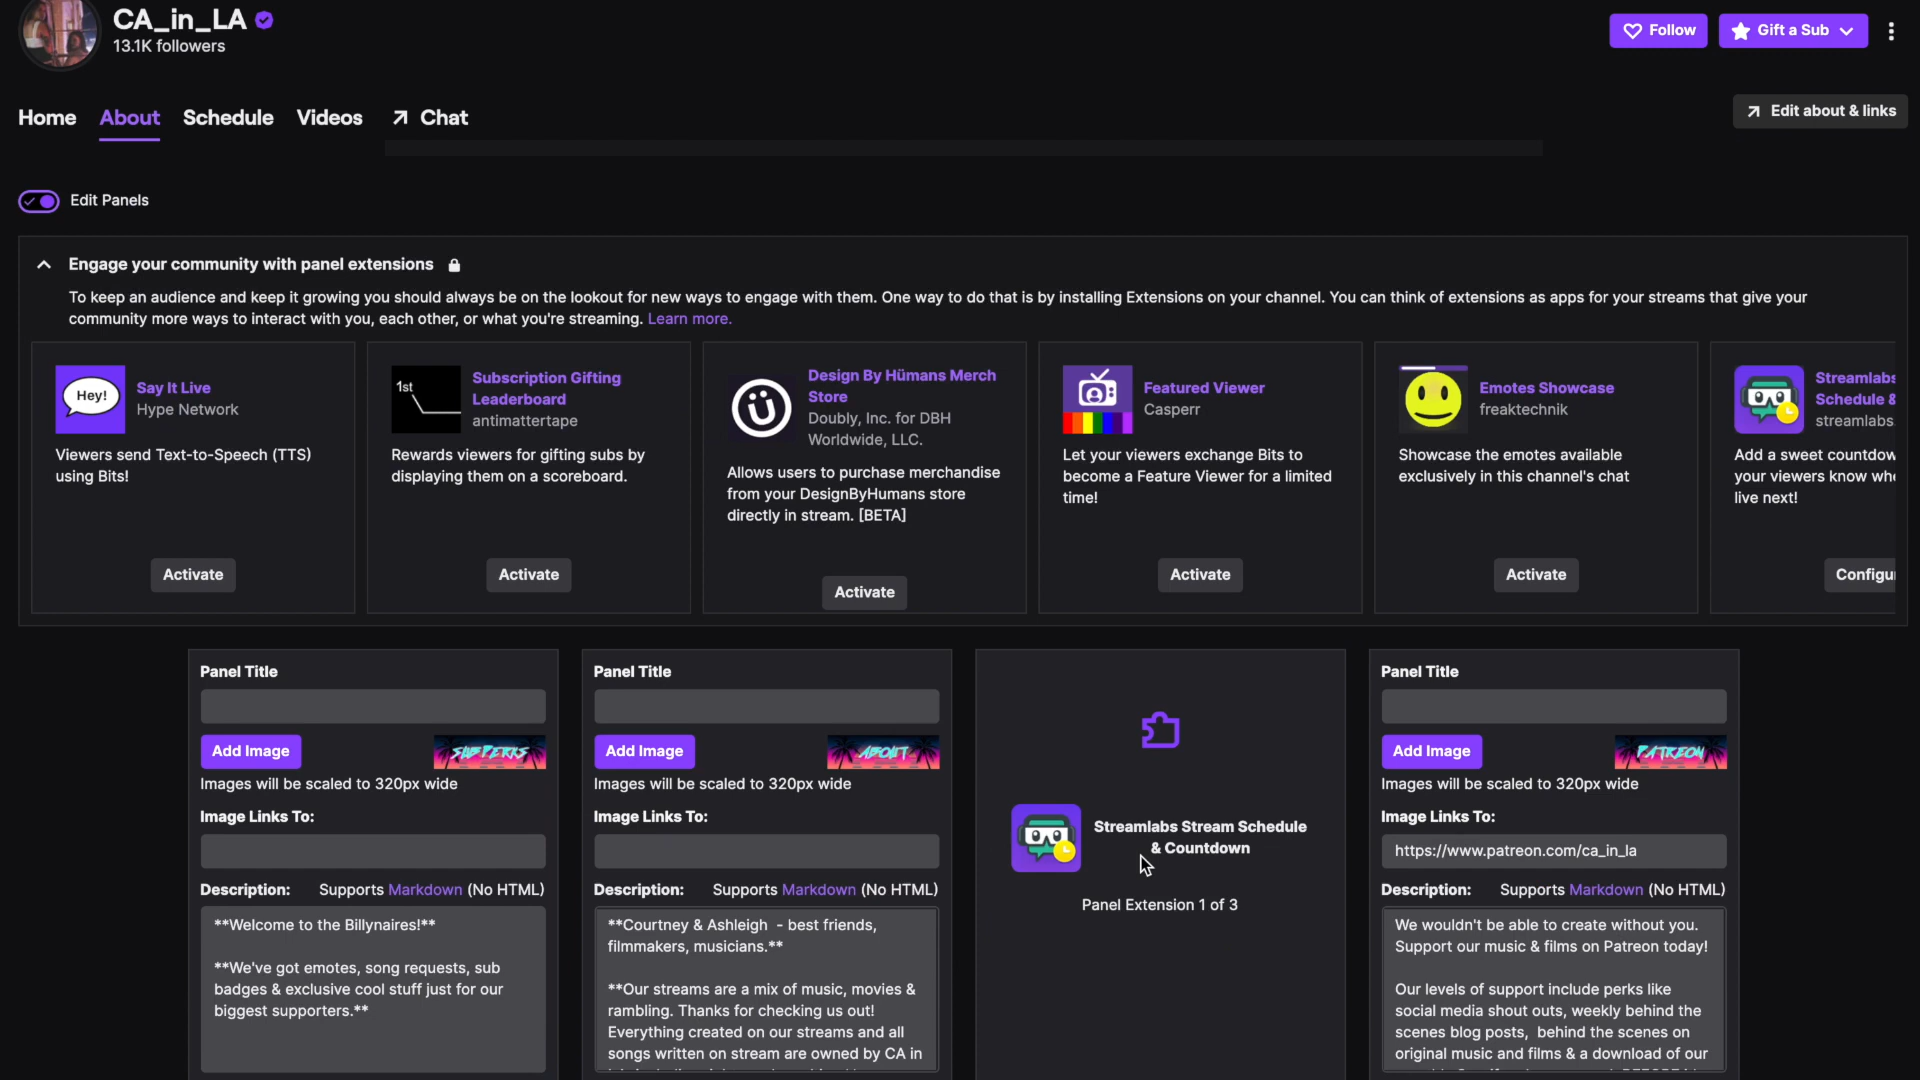 CA_in_LA
13.1K followers
Follow
Gift a Sub
Home
About
Schedule
Videos
Chat
Edit about & links
Edit Panels
Engage your community with panel extensions
To keep an audience and keep it growing you should always be on the lookout for new ways to engage with them. One way to do that is by installing Extensions on your channel. You can think of extensions as apps for your streams that give your
community more ways to interact with you, each other, or what you're streaming. Learn more.
Hey!
Say It Live
Hype Network
Viewers send Text-to-Speech (TTS)
using Bits!
Activate
1st
Subscription Gifting
Leaderboard
antimattertape
Rewards viewers for gifting subs by
displaying them on a scoreboard.
Activate
Design By Hümans Merch
Store
Doubly, Inc. for DBH
Worldwide, LLC.
Allows users to purchase merchandise
from your DesignByHumans store
directly in stream. [BETA]
Activate
Featured Viewer
Casperr
Let your viewers exchange Bits to
become a Feature Viewer for a limited
time!
Activate
Emotes Showcase
freaktechnik
Showcase the emotes available
exclusively in this channel's chat
Activate
Streamlabs
Schedule &
streamlabs
Add a sweet countdow
your viewers know whe
live next!
Configu
Panel Title
Add Image
SUB PERKS
Images will be scaled to 320px wide
Image Links To:
Description:
Supports Markdown (No HTML)
**Welcome to the Billynaires!**
**We've got emotes, song requests, sub
badges & exclusive cool stuff just for our
biggest supporters.**
Panel Title
Add Image
ABOUT
Images will be scaled to 320px wide
Image Links To:
Description:
Supports Markdown (No HTML)
**Courtney & Ashleigh - best friends,
filmmakers, musicians.**
**Our streams are a mix of music, movies &
rambling. Thanks for checking us out!
Everything created on our streams and all
songs written on stream are owned by CA in
Streamlabs Stream Schedule
& Countdown
Panel Extension 1 of 3
Panel Title
Add Image
PATREON
Images will be scaled to 320px wide
Image Links To:
https://www.patreon.com/ca_in_la
Description:
Supports Markdown (No HTML)
We wouldn't be able to create without you.
Support our music & films on Patreon today!
Our levels of support include perks like
social media shout outs, weekly behind the
scenes blog posts, behind the scenes on
original music and films & a download of our